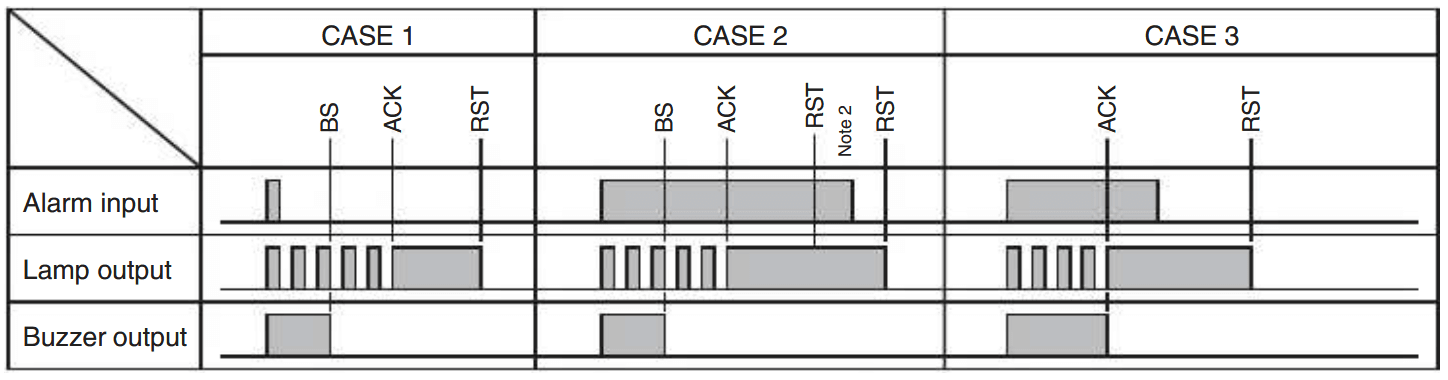 CASE 1
CASE 2
CASE 3
BS
ACK
RST
BS
ACK
RST
Note 2
RST
ACK
RST
Alarm input
Lamp output
Buzzer output